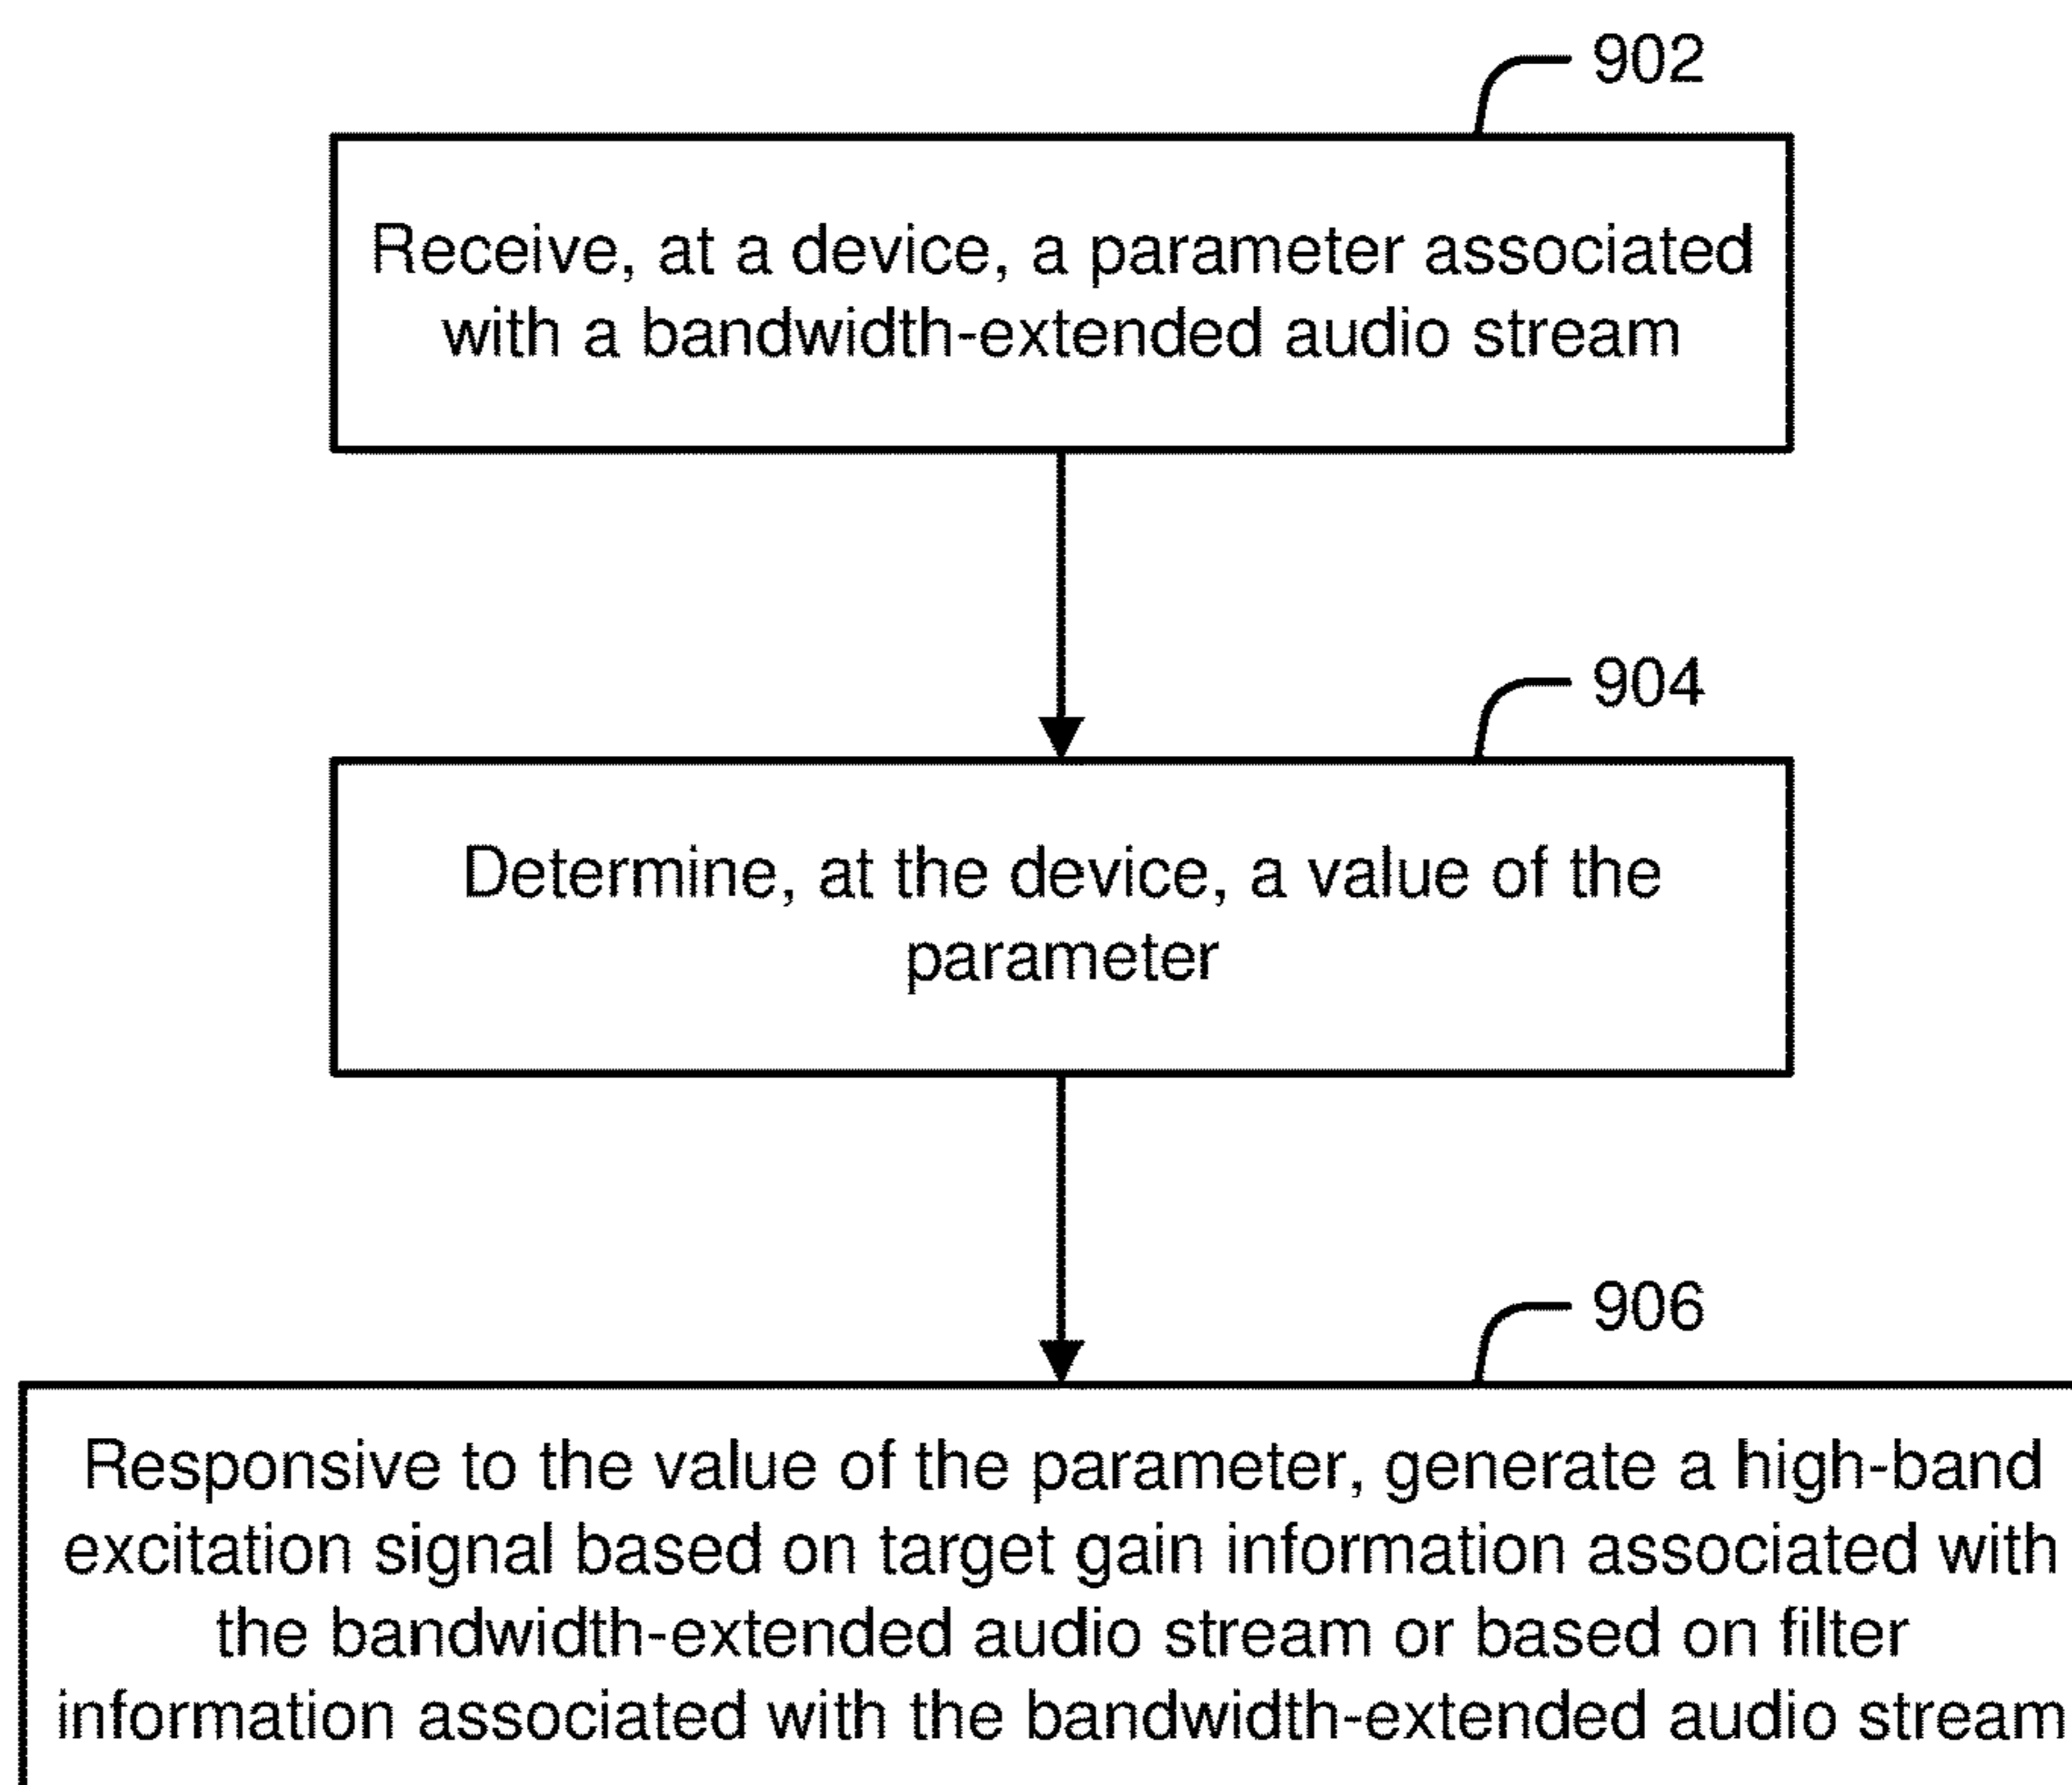 902
Receive, at a device, a parameter associated
with a bandwidth-extended audio stream
904
Determine, at the device, a value of the
parameter
906
Responsive to the value of the parameter, generate a high-band
excitation signal based on target gain information associated with
the bandwidth-extended audio stream or based on filter
information associated with the bandwidth-extended audio stream